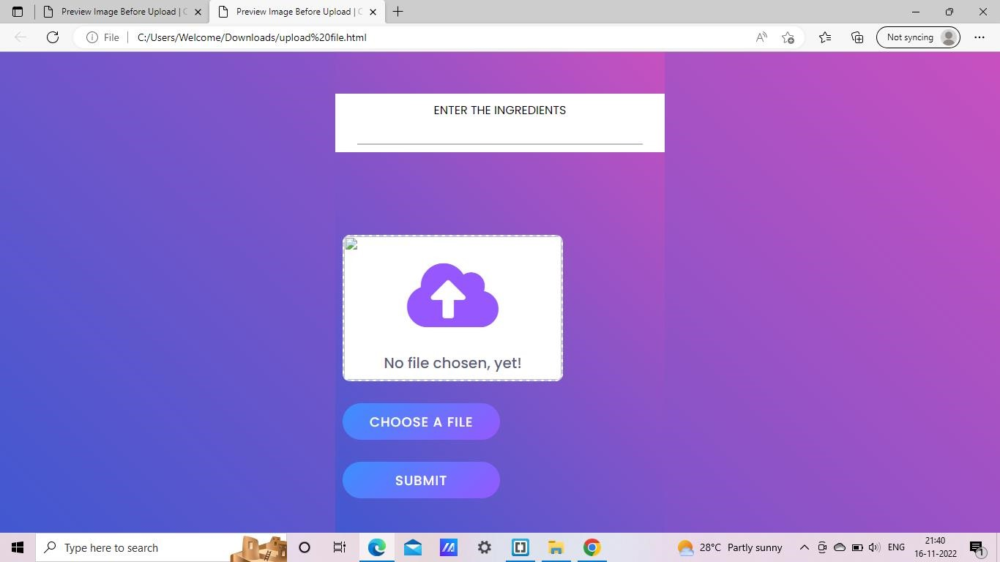 Preview Image Before Upload | C
Preview Image Before Upload | C
File
C:/Users/Welcome/Downloads/upload%20file.html
Not syncing
ENTER THE INGREDIENTS
No file chosen, yet!
CHOOSE A FILE
SUBMIT
Type here to search
28°C Partly sunny
ENG
21:40
16-11-2022
1